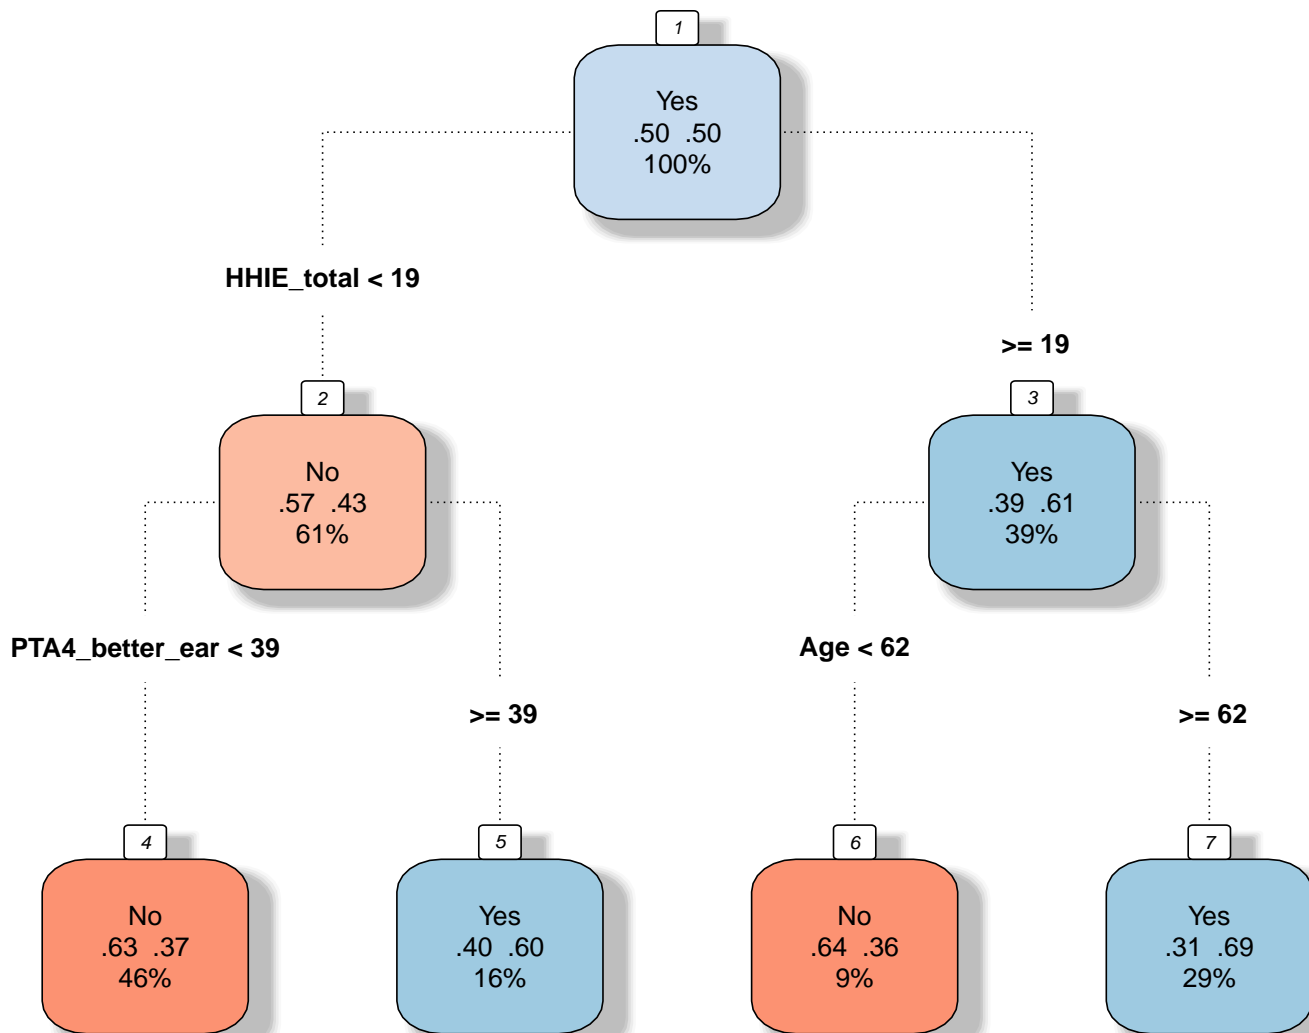 1
Yes
.50 .50
100%
HHIE_total < 19
>= 19
2
No
.57 .43
61%
3
Yes
.39 .61
39%
PTA4_better_ear < 39
>= 39
Age < 62
>= 62
4
No
.63 .37
46%
5
Yes
.40 .60
16%
6
No
.64 .36
9%
7
Yes
.31 .69
29%